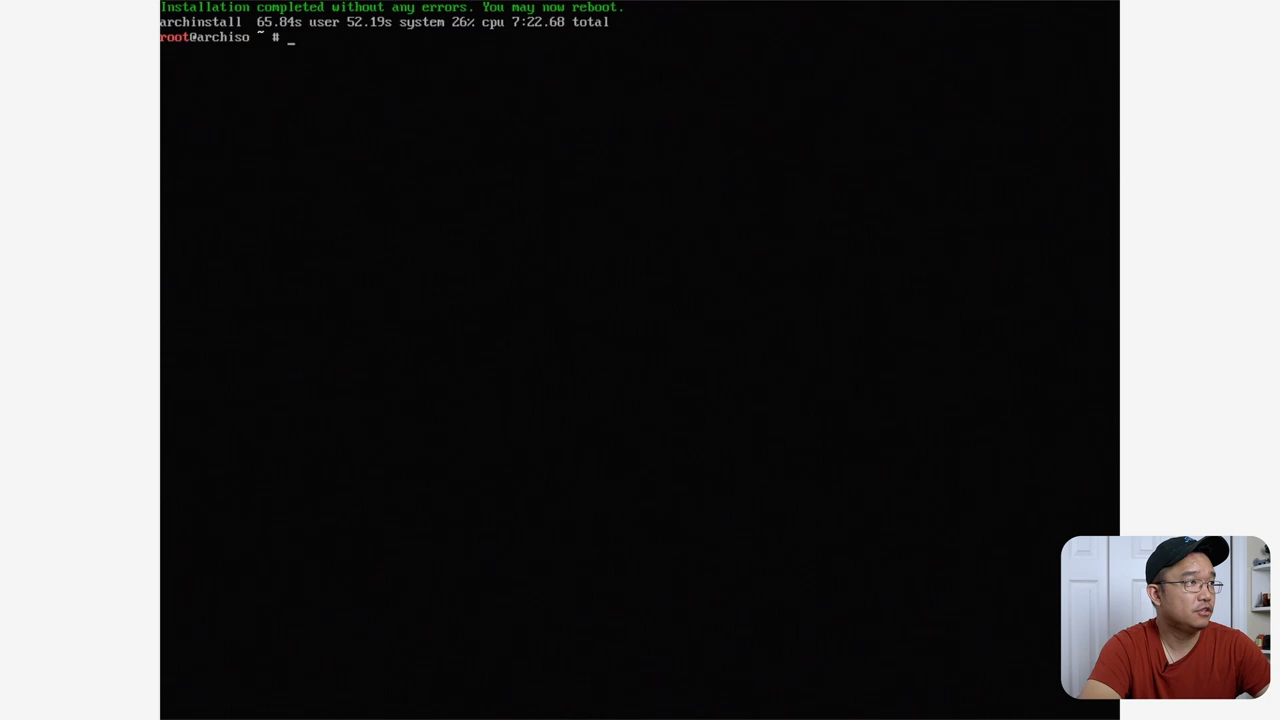 Installation completed without any errors. You may now reboot.
archinstall  65.84s user 52.19s system 26% cpu 7:22.68 total
root@archiso ~ # _